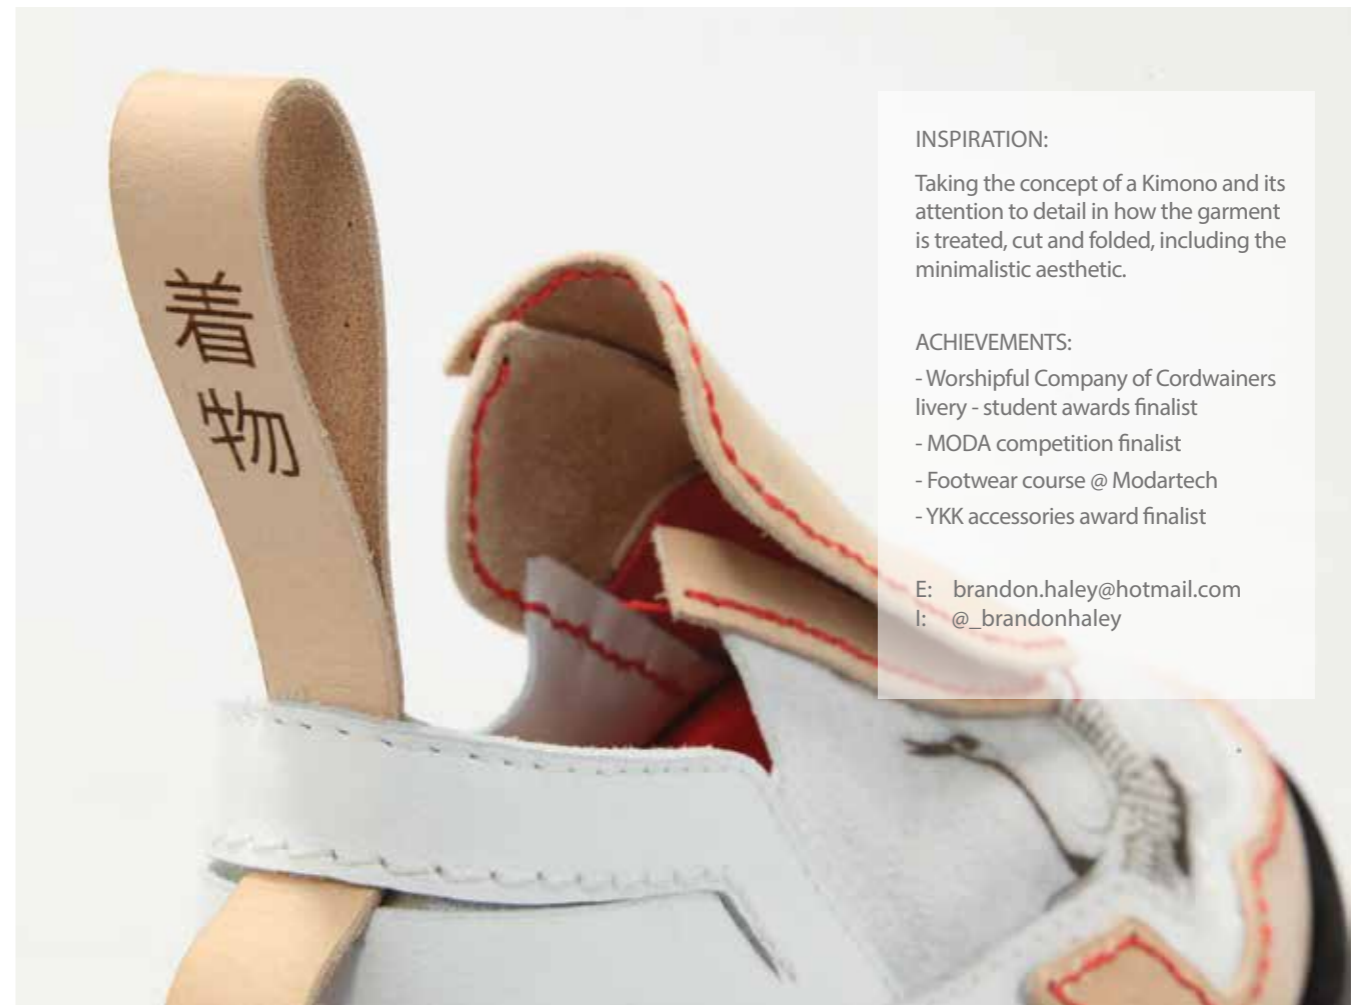 着
物
INSPIRATION:
Taking the concept of a Kimono and its
attention to detail in how the garment
is treated, cut and folded, including the
minimalistic aesthetic.
ACHIEVEMENTS:
- Worshipful Company of Cordwainers
livery - student awards finalist
- MODA competition finalist
- Footwear course @ Modartech
- YKK accessories award finalist
E: brandon.haley@hotmail.com
I: @_brandonhaley